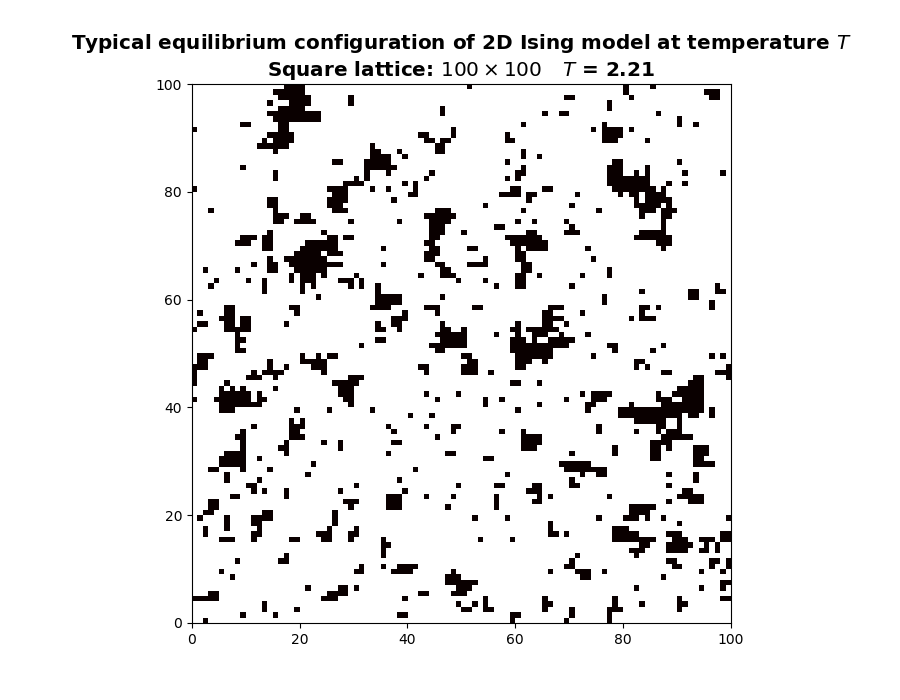 Typical equilibrium configuration of 2D Ising model at temperature T
Square lattice: 100 × 100 T = 2.21
100
80
60
40
20
0
0 20 40 60 80 100